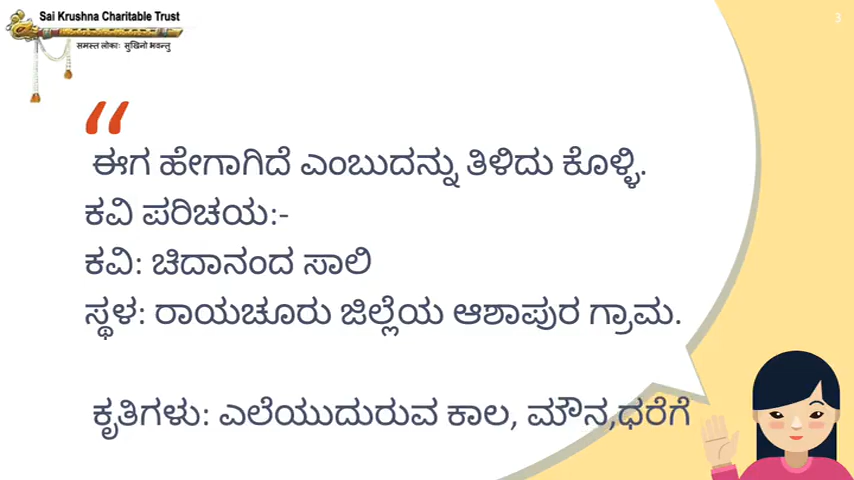 Sai Krushna Charitable Trust
समस्त लोकाः सुखिनो भवन्तु
3
“
ಈಗ ಹೇಗಾಗಿದೆ ಎಂಬುದನ್ನು ತಿಳಿದು ಕೊಳ್ಳಿ.
ಕವಿ ಪರಿಚಯ:-
ಕವಿ: ಚಿದಾನಂದ ಸಾಲಿ
ಸ್ಥಳ: ರಾಯಚೂರು ಜಿಲ್ಲೆಯ ಆಶಾಪುರ ಗ್ರಾಮ.
ಕೃತಿಗಳು: ಎಲೆಯುದುರುವ ಕಾಲ, ಮೌನ,ಧರೆಗೆ